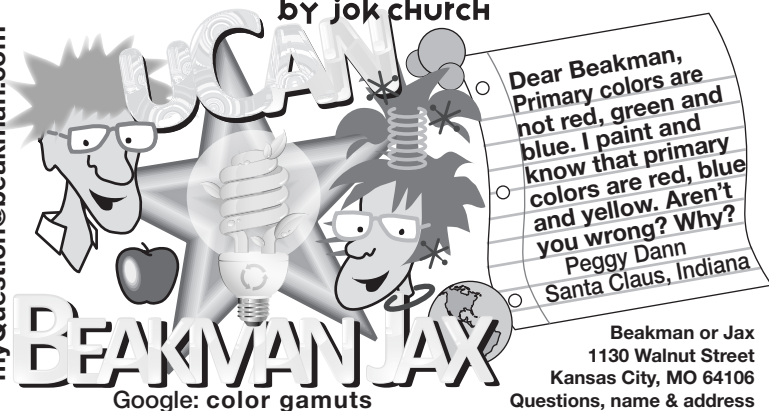 by jok cHurcH
U CAN
myQuestion@beakman.com
Dear Beakman,
Primary colors are
not red, green and
blue. I paint and
know that primary
colors are red, blue
and yellow. Aren't
you wrong? Why?
Peggy Dann
Santa Claus, Indiana
BEAKMAN JAX
Google: color gamuts
Beakman or Jax
1130 Walnut Street
Kansas City, MO 64106
Questions, name & address